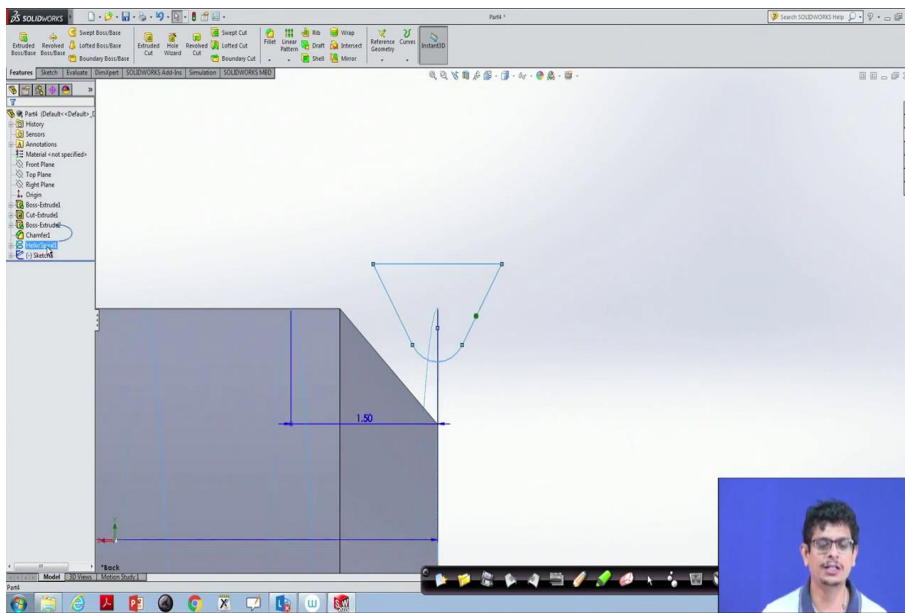 SOLIDWORKS
Part4 *
Search SOLIDWORKS Help
Extruded Boss/Base
Revolved Boss/Base
Swept Boss/Base
Lofted Boss/Base
Boundary Boss/Base
Extruded Cut
Hole Wizard
Revolved Cut
Swept Cut
Lofted Cut
Boundary Cut
Fillet
Linear Pattern
Rib
Draft
Shell
Wrap
Intersect
Mirror
Reference Geometry
Curves
Instant3D
Features Sketch Evaluate DimXpert SOLIDWORKS Add-Ins Simulation SOLIDWORKS MBD
Part4 (Default<<Default>_D
History
Sensors
Annotations
Material <not specified>
Front Plane
Top Plane
Right Plane
Origin
Boss-Extrude1
Cut-Extrude1
Boss-Extrude2
Chamfer1
Helix/Spiral1
(-) Sketch
1.50
*Back
Model 3D Views Motion Study 1
Part4